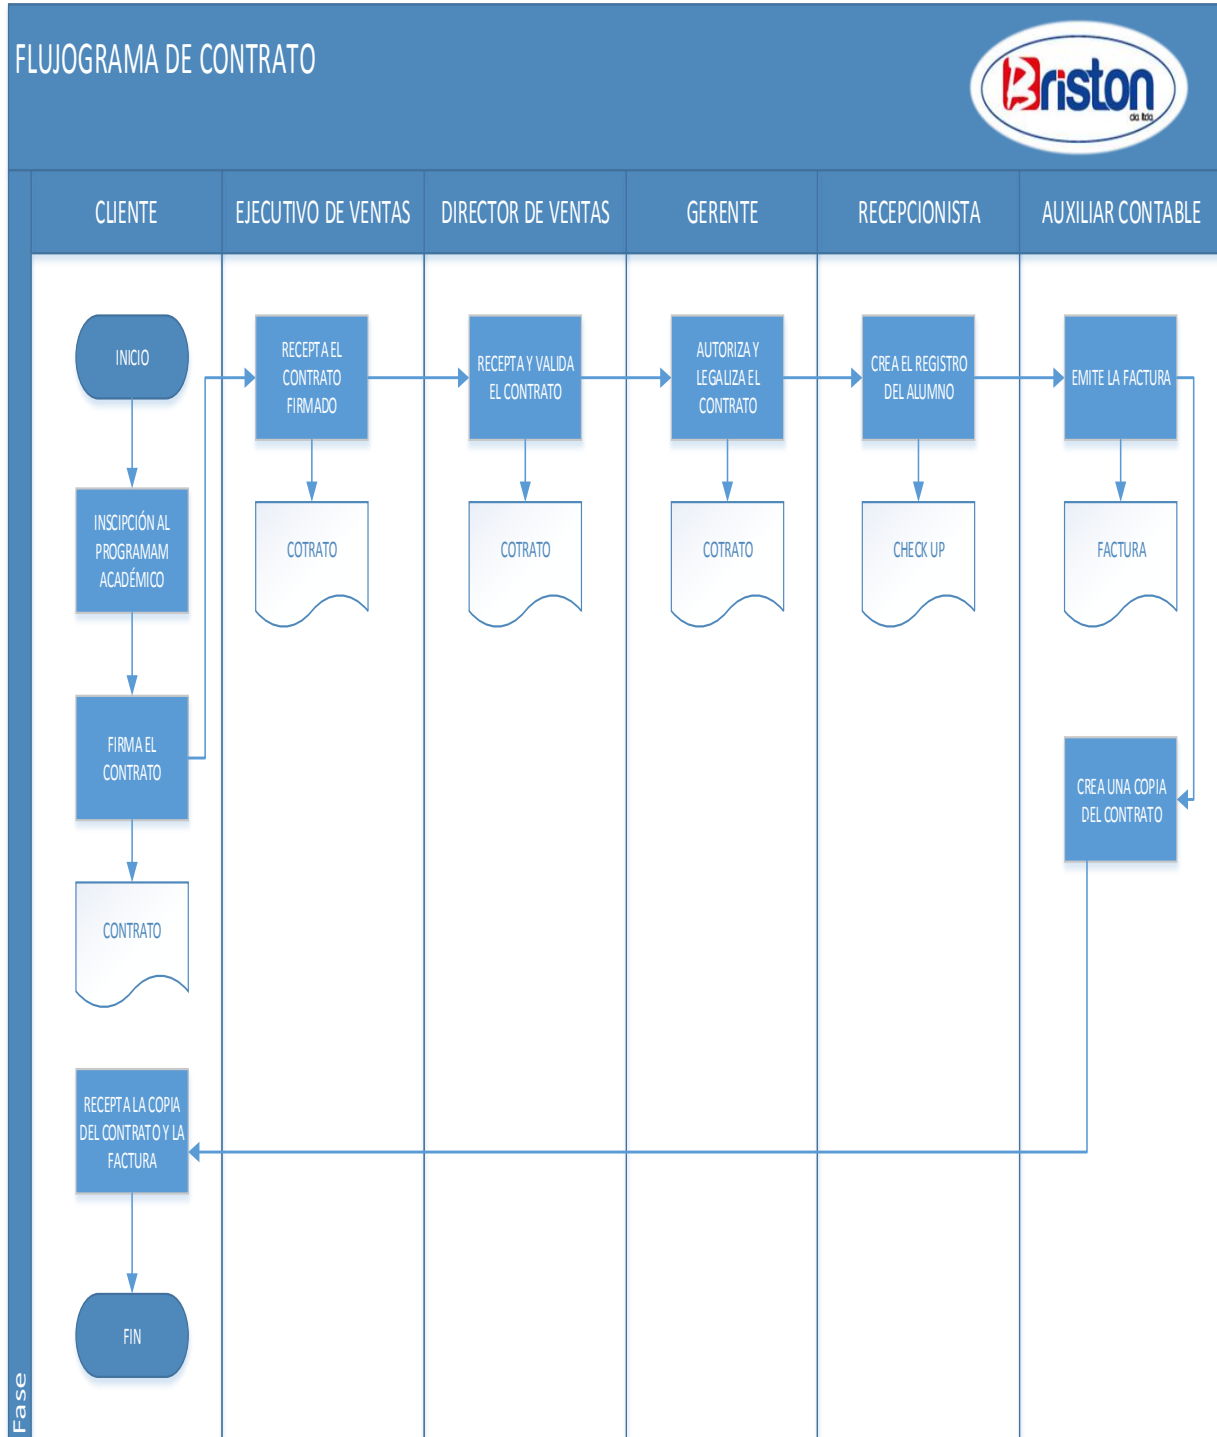 FLUJOGRAMA DE CONTRATO
Briston
cia. ltda.
CLIENTE
EJECUTIVO DE VENTAS
DIRECTOR DE VENTAS
GERENTE
RECEPCIONISTA
AUXILIAR CONTABLE
INICIO
RECEPTA EL
CONTRATO
FIRMADO
RECEPTA Y VALIDA
EL CONTRATO
AUTORIZA Y
LEGALIZA EL
CONTRATO
CREA EL REGISTRO
DEL ALUMNO
EMITE LA FACTURA
INSCIPCIÓN AL
PROGRAMAM
ACADÉMICO
COTRATO
COTRATO
COTRATO
CHECK UP
FACTURA
FIRMA EL
CONTRATO
CREA UNA COPIA
DEL CONTRATO
CONTRATO
RECEPTA LA COPIA
DEL CONTRATO Y LA
FACTURA
FIN
Fase